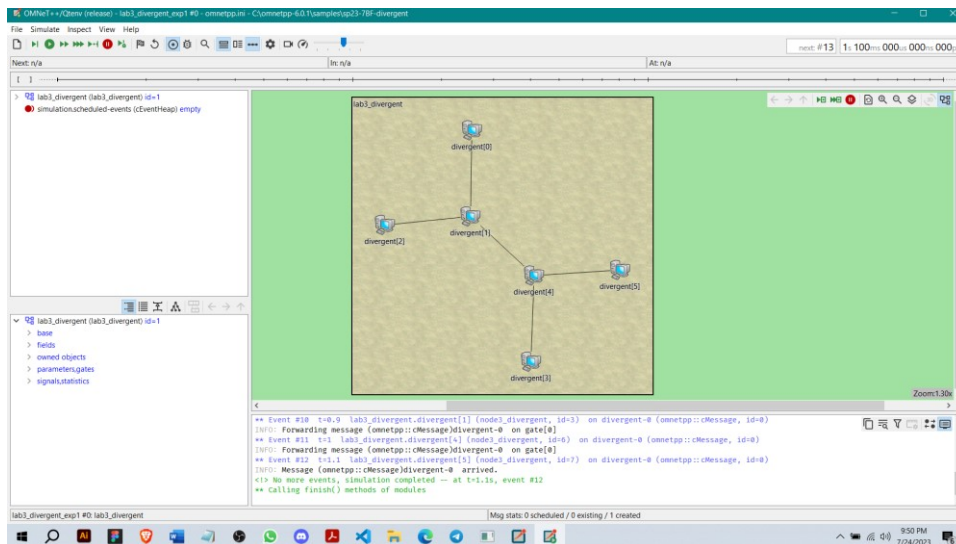 OMNeT++/Qtenv (release) - lab3_divergent_exp1 #0 - omnetpp.ini - C:\omnetpp-6.0.1\samples\sp23-7BF-divergent
File Simulate Inspect View Help
next: #13 1s 100ms 000us 000ns 000p
Next: n/a In: n/a At: n/a
lab3_divergent (lab3_divergent) id=1
simulation.scheduled-events (cEventHeap) empty
lab3_divergent
divergent[0]
divergent[1]
divergent[2]
divergent[4]
divergent[5]
divergent[3]
Zoom:1.30x
lab3_divergent (lab3_divergent) id=1
base
fields
owned objects
parameters,gates
signals,statistics
** Event #10 t=0.9 lab3_divergent.divergent[1] (node3_divergent, id=3) on divergent-0 (omnetpp::cMessage, id=0)
INFO: Forwarding message (omnetpp::cMessage)divergent-0 on gate[0]
** Event #11 t=1 lab3_divergent.divergent[4] (node3_divergent, id=6) on divergent-0 (omnetpp::cMessage, id=0)
INFO: Forwarding message (omnetpp::cMessage)divergent-0 on gate[0]
** Event #12 t=1.1 lab3_divergent.divergent[5] (node3_divergent, id=7) on divergent-0 (omnetpp::cMessage, id=0)
INFO: Message (omnetpp::cMessage)divergent-0 arrived.
<!> No more events, simulation completed -- at t=1.1s, event #12
** Calling finish() methods of modules
lab3_divergent_exp1 #0: lab3_divergent Msg stats: 0 scheduled / 0 existing / 1 created
Ai
9:50 PM
7/24/2023